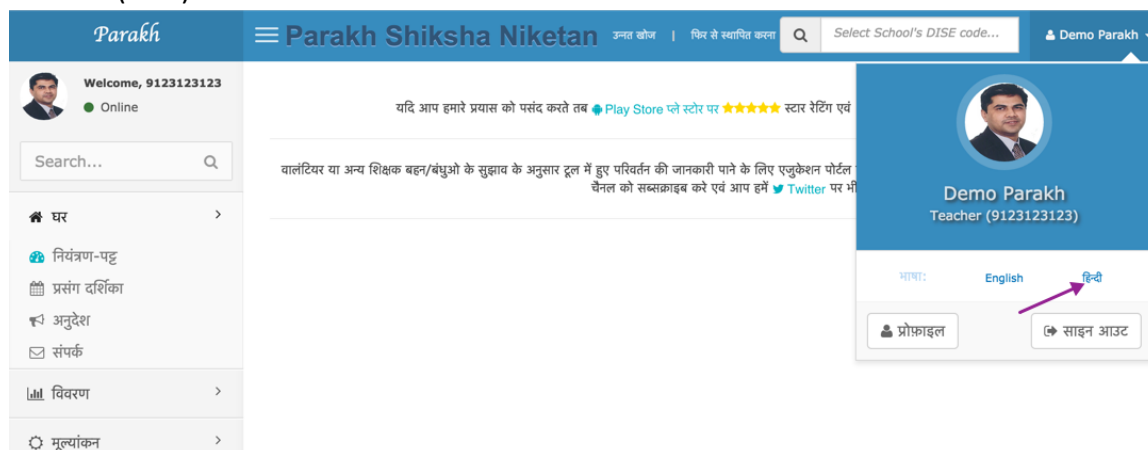 Parakh
Parakh Shiksha Niketan उन्नत खोज | फिर से स्थापित करना Select School's DISE code... Demo Parakh
Welcome, 9123123123
Online
Search...
घर
नियंत्रण-पट्ट
प्रसंग दर्शिका
अनुदेश
संपर्क
विवरण
मूल्यांकन
यदि आप हमारे प्रयास को पसंद करते तब Play Store प्ले स्टोर पर ★★★★★ स्टार रेटिंग एवं
वालंटियर या अन्य शिक्षक बहन/बंधुओ के सुझाव के अनुसार टूल में हुए परिवर्तन की जानकारी पाने के लिए एजुकेशन पोर्टल
चैनल को सब्सक्राइब करे एवं आप हमें Twitter पर भी
Demo Parakh
Teacher (9123123123)
भाषा: English हिन्दी
प्रोफ़ाइल साइन आउट